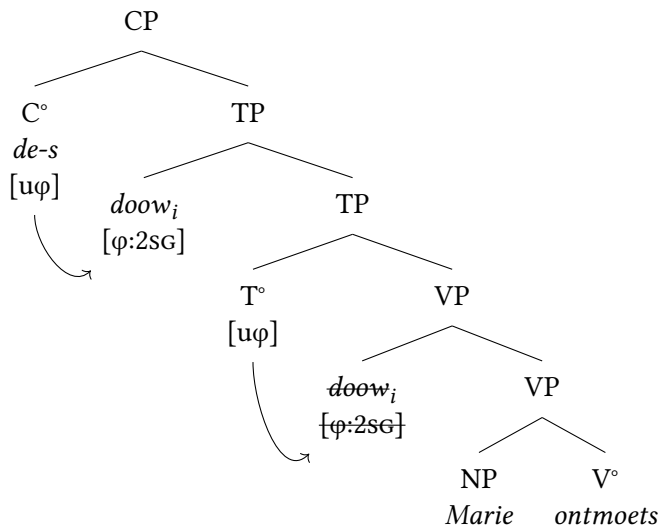 CP
C° TP
de-s
[uφ]
doow_i TP
[φ:2SG]
T° VP
[uφ]
doow_i VP
[φ:2SG]
NP V°
Marie ontmoets